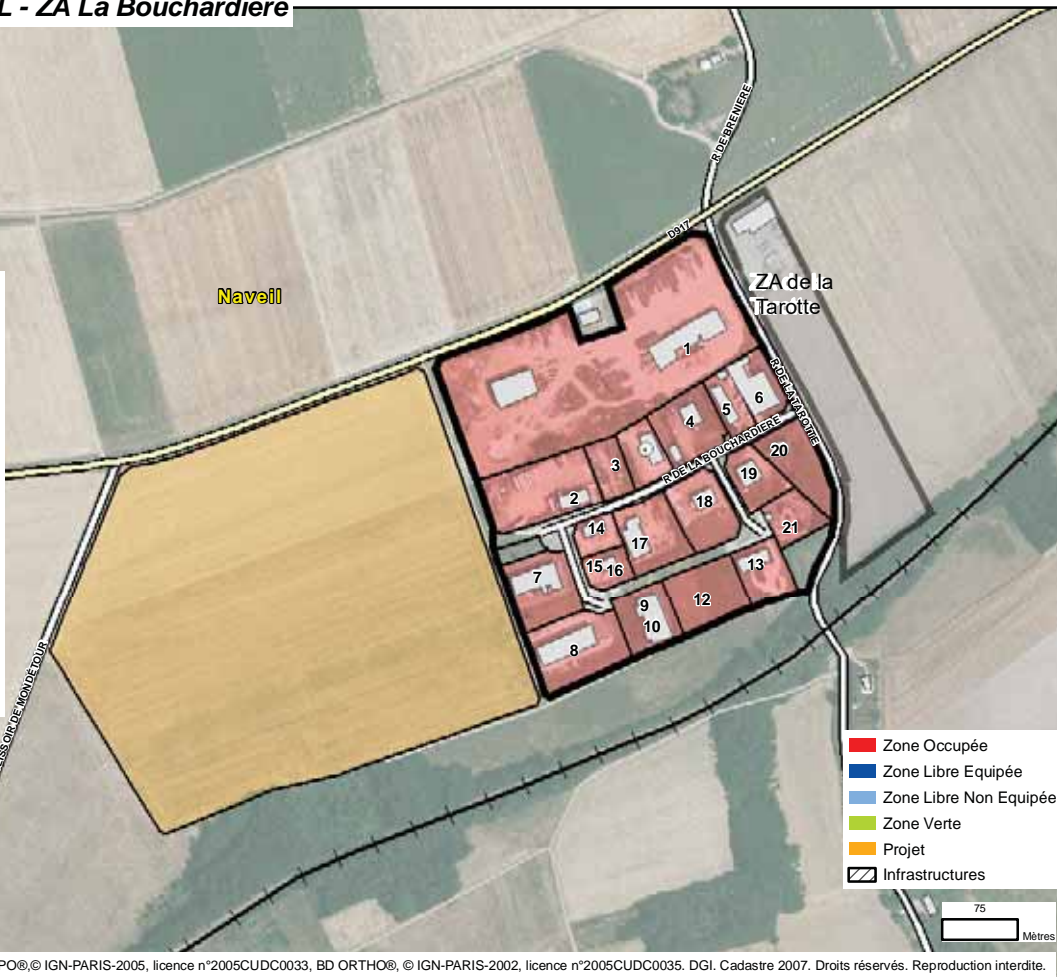 L - ZA La Bouchardière
R DE BRENIERE
D917
Naveil
ZA de la
Tarotte
R DE LA TAROTTE
1
6
5
4
3
R DE LA BOUCHARDIERE
20
19
2
18
14
21
17
13
15
16
7
12
9
10
8
ISSOIR DE MONDÉTOUR
Zone Occupée
Zone Libre Equipée
Zone Libre Non Equipée
Zone Verte
Projet
Infrastructures
75
Mètres
PO®,© IGN-PARIS-2005, licence n°2005CUDC0033, BD ORTHO®, © IGN-PARIS-2002, licence n°2005CUDC0035. DGI. Cadastre 2007. Droits réservés. Reproduction interdite.